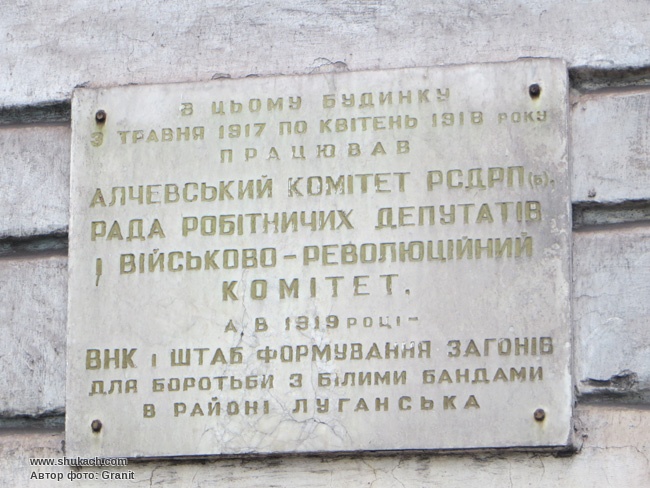 В ЦЬОМУ БУДИНКУ
З ТРАВНЯ 1917 ПО КВІТЕНЬ 1918 РОКУ
ПРАЦЮВАВ
АЛЧЕВСЬКИЙ КОМІТЕТ РСДРП(б).
РАДА РОБІТНИЧИХ ДЕПУТАТІВ
І ВІЙСЬКОВО-РЕВОЛЮЦІЙНИЙ
КОМІТЕТ.
А, В 1919 РОЦІ-
ВНК І ШТАБ ФОРМУВАННЯ ЗАГОНІВ
ДЛЯ БОРОТЬБИ З БІЛИМИ БАНДАМИ
В РАЙОНІ ЛУГАНСЬКА
www.shukach.com
Автор фото: Granit